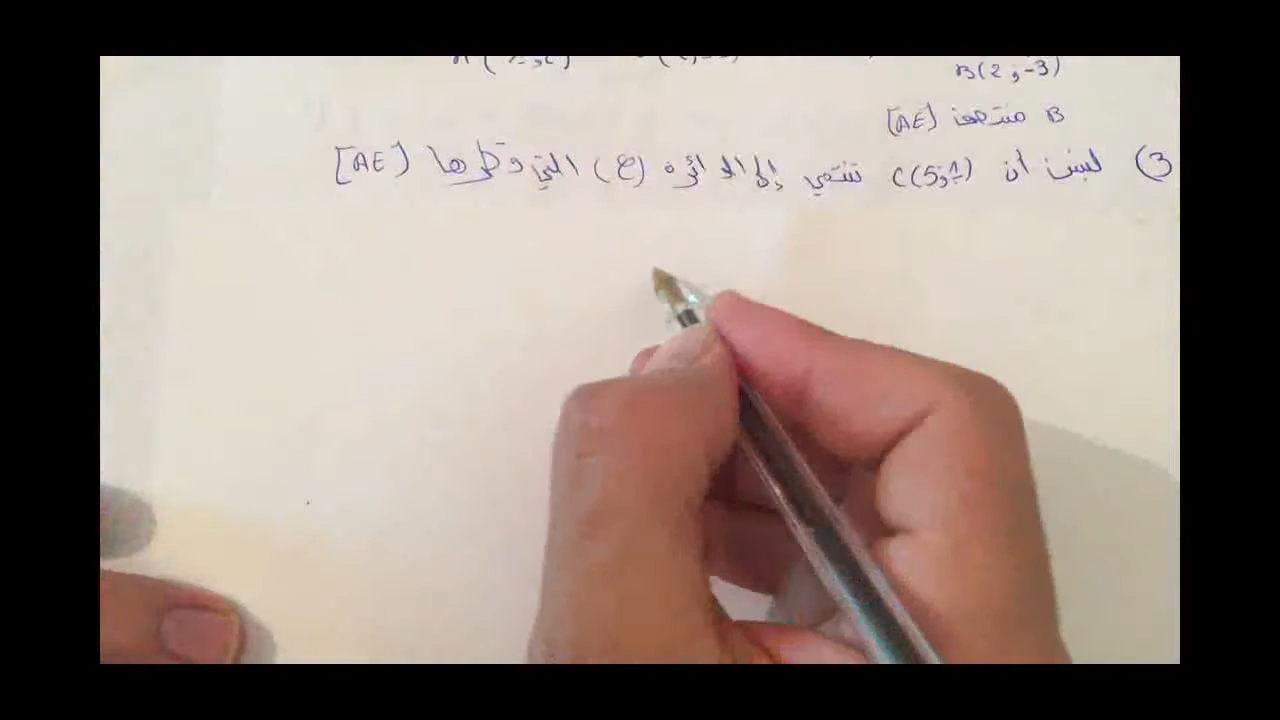 B(2;-3)
B منتصف [AE]
3) لنبين أن C(5;1) تنتمي إلى الدائرة (C) التي قطرها [AE]